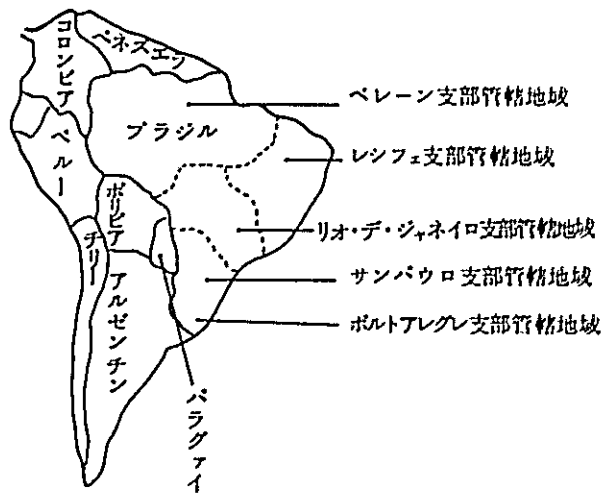 コロンビア
ベネスエラ
ブラジル
ペルー
ボリビア
チリー
アルゼンチン
パラグァイ
ベレーン支部管轄地域
レシフェ支部管轄地域
リオ・デ・ジャネイロ支部管轄地域
サンパウロ支部管轄地域
ポルトアレグレ支部管轄地域